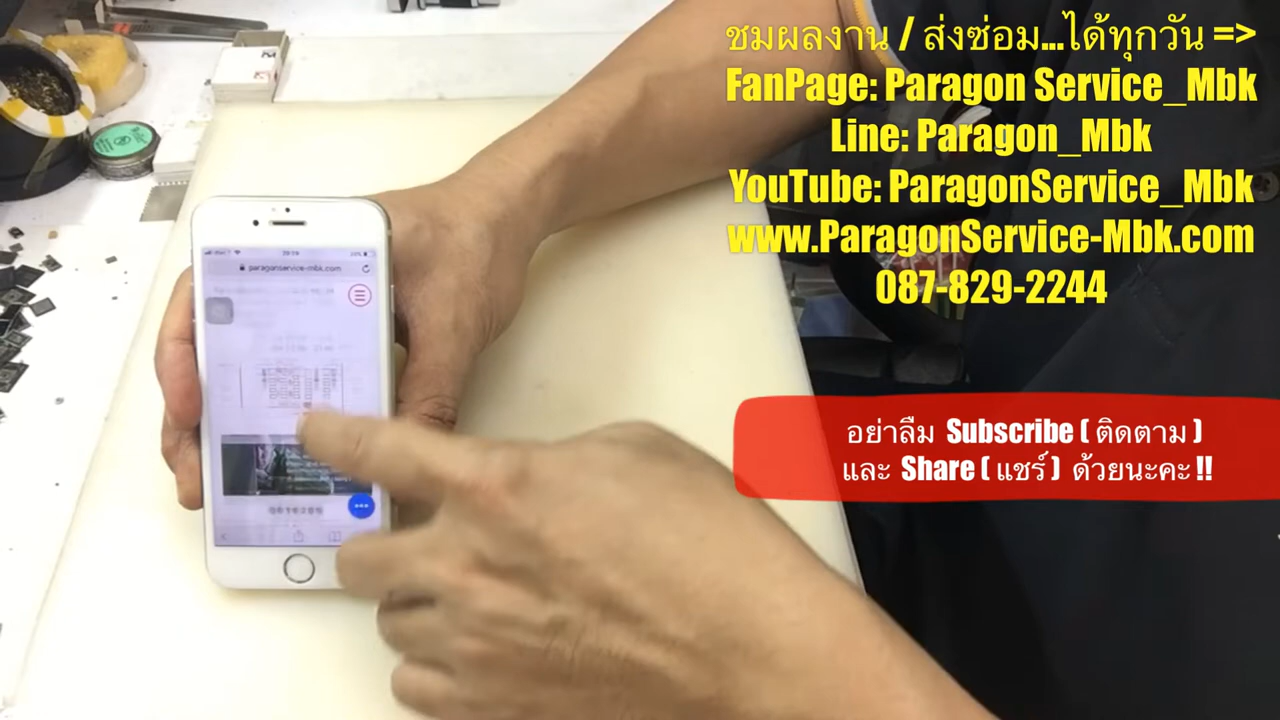 ชมผลงาน / ส่งซ่อม...ได้ทุกวัน =>
FanPage: Paragon Service_Mbk
Line: Paragon_Mbk
YouTube: ParagonService_Mbk
www.ParagonService-Mbk.com
087-829-2244
อย่าลืม Subscribe ( ติดตาม )
และ Share ( แชร์ ) ด้วยนะคะ !!
paragonservice-mbk.com